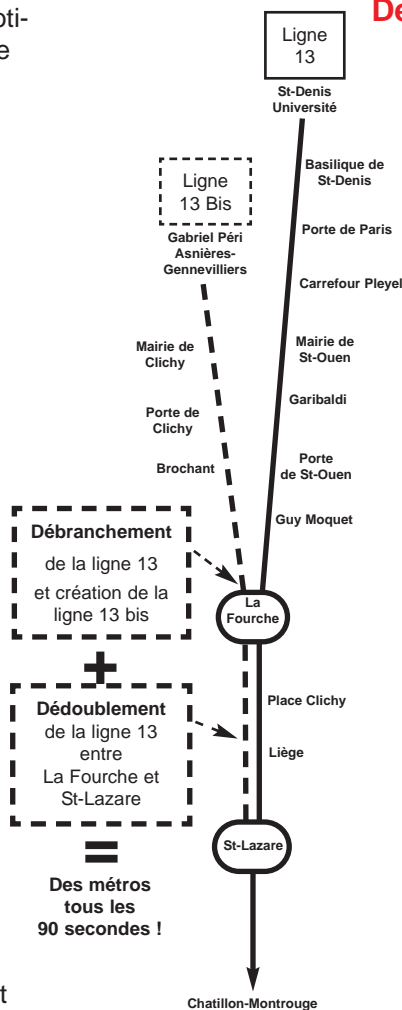 pti-
e
De
Ligne
13
St-Denis
Université
Basilique de
St-Denis
Ligne
13 Bis
Porte de Paris
Gabriel Péri
Asnières-
Gennevilliers
Carrefour Pleyel
Mairie de
Clichy
Mairie de
St-Ouen
Garibaldi
Porte de
Clichy
Brochant
Porte
de St-Ouen
Guy Moquet
Débranchement
de la ligne 13
et création de la
ligne 13 bis
La
Fourche
+
Dédoublement
de la ligne 13
entre
La Fourche et
St-Lazare
Place Clichy
Liège
St-Lazare
=
Des métros
tous les
90 secondes !
t
Chatillon-Montrouge